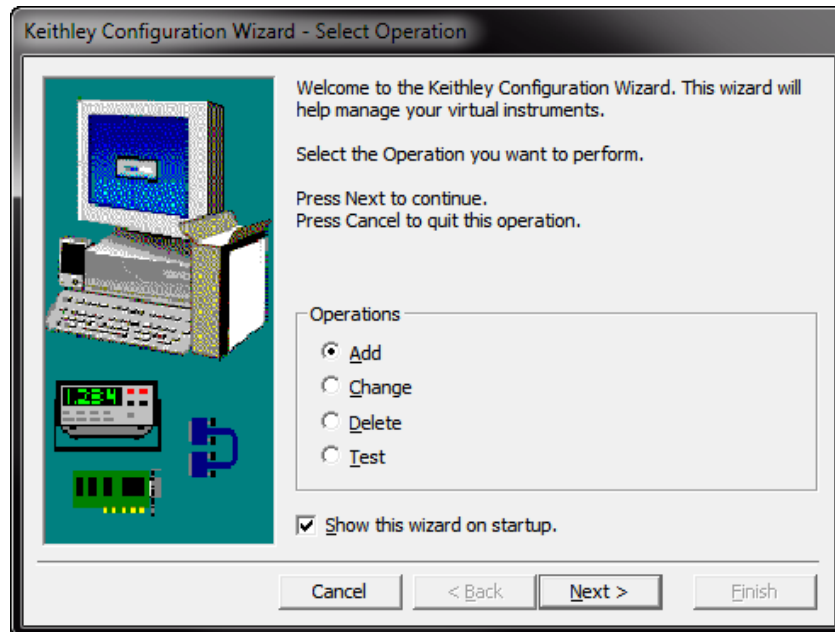 Keithley Configuration Wizard - Select Operation
Welcome to the Keithley Configuration Wizard. This wizard will
help manage your virtual instruments.
Select the Operation you want to perform.
Press Next to continue.
Press Cancel to quit this operation.
Operations
Add
Change
Delete
Test
1.234
Show this wizard on startup.
Cancel
< Back
Next >
Finish